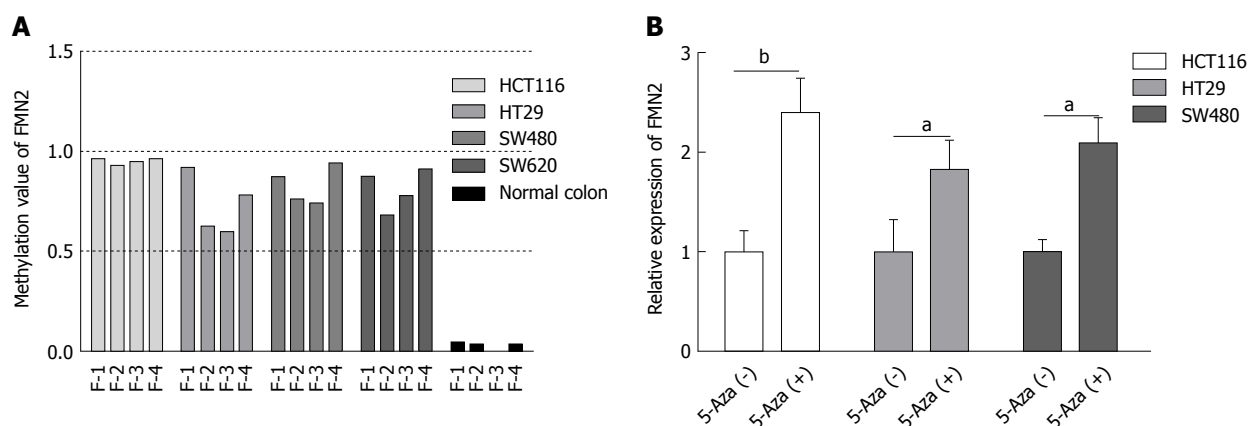 A
Methylation value of FMN2
1.5
1.0
0.5
0.0
HCT116
HT29
SW480
SW620
Normal colon
F-1 F-2 F-3 F-4 F-1 F-2 F-3 F-4 F-1 F-2 F-3 F-4 F-1 F-2 F-3 F-4 F-1 F-2 F-3 F-4
B
Relative expression of FMN2
3
2
1
0
b
a
a
HCT116
HT29
SW480
5-Aza (-) 5-Aza (+) 5-Aza (-) 5-Aza (+) 5-Aza (-) 5-Aza (+)